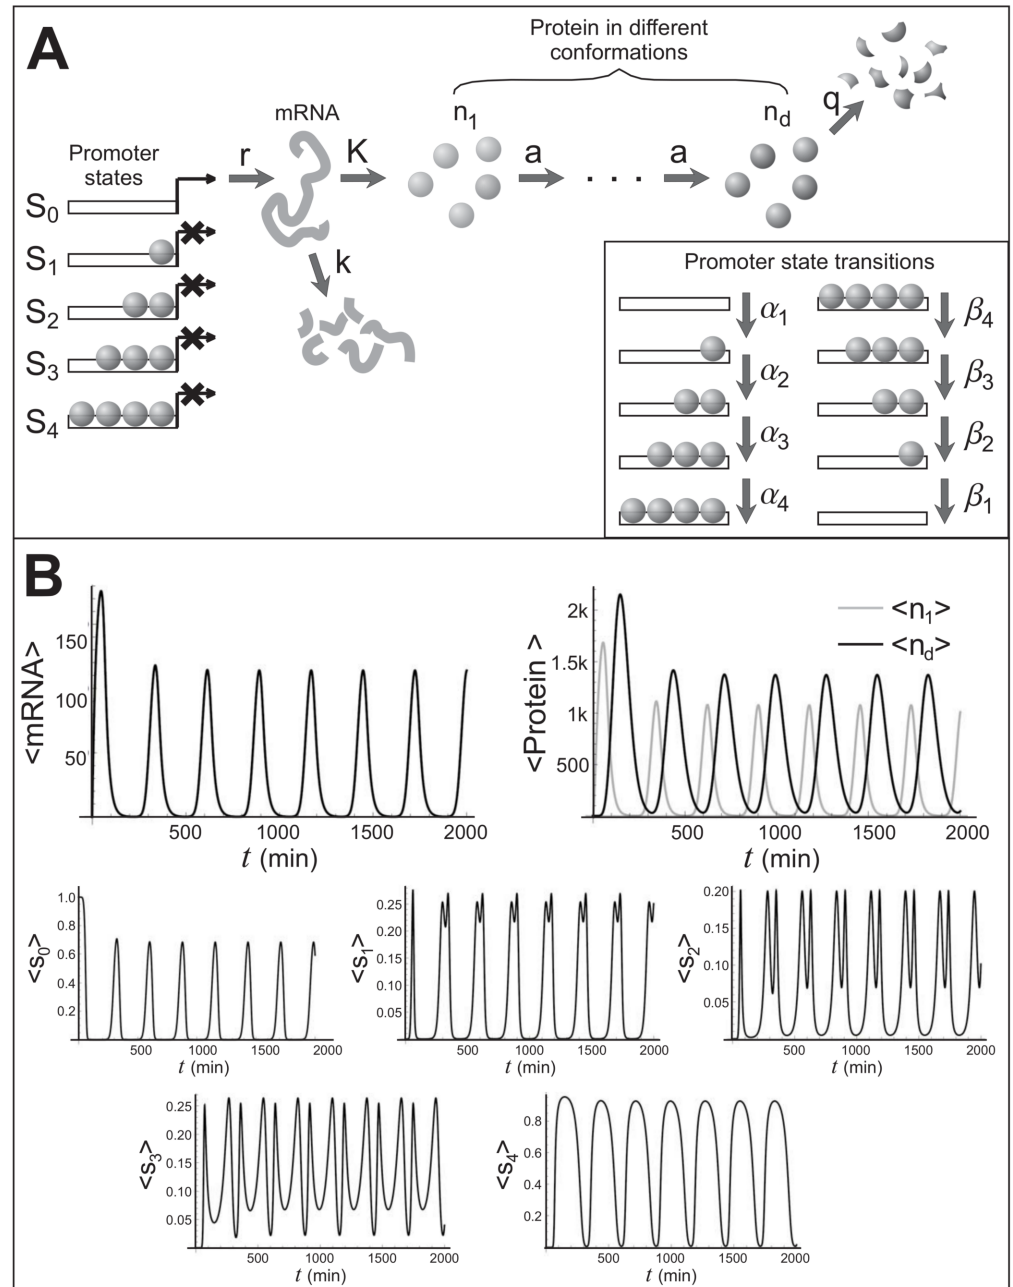 A
Protein in different
conformations
mRNA
n1
nd
q
Promoter
states
r
K
a
. . .
a
S0
S1
k
S2
S3
S4
Promoter state transitions
α1
β4
α2
β3
α3
β2
α4
β1
B
<mRNA>
150
100
50
500
1000
1500
2000
t (min)
<Protein >
2k
1.5k
1k
500
<n1>
<nd>
500
1000
1500
2000
t (min)
<s0>
1.0
0.8
0.6
0.4
0.2
500
1000
1500
2000
t (min)
<s1>
0.25
0.20
0.15
0.10
0.05
500
1000
1500
2000
t (min)
<s2>
0.20
0.15
0.10
0.05
500
1000
1500
2000
t (min)
<s3>
0.25
0.20
0.15
0.10
0.05
500
1000
1500
2000
t (min)
<s4>
0.8
0.6
0.4
0.2
500
1000
1500
2000
t (min)